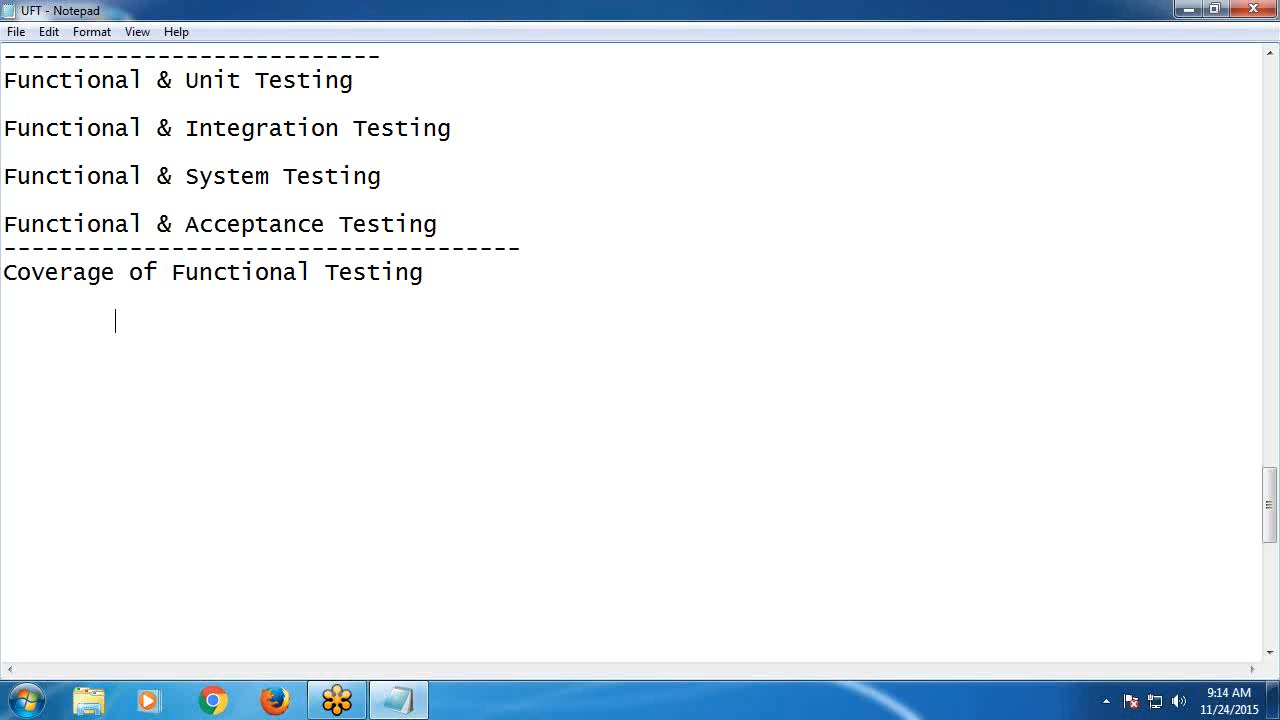 UFT - Notepad
File Edit Format View Help
---------------------------
Functional & Unit Testing
Functional & Integration Testing
Functional & System Testing
Functional & Acceptance Testing
-------------------------------------
Coverage of Functional Testing
9:14 AM
11/24/2015